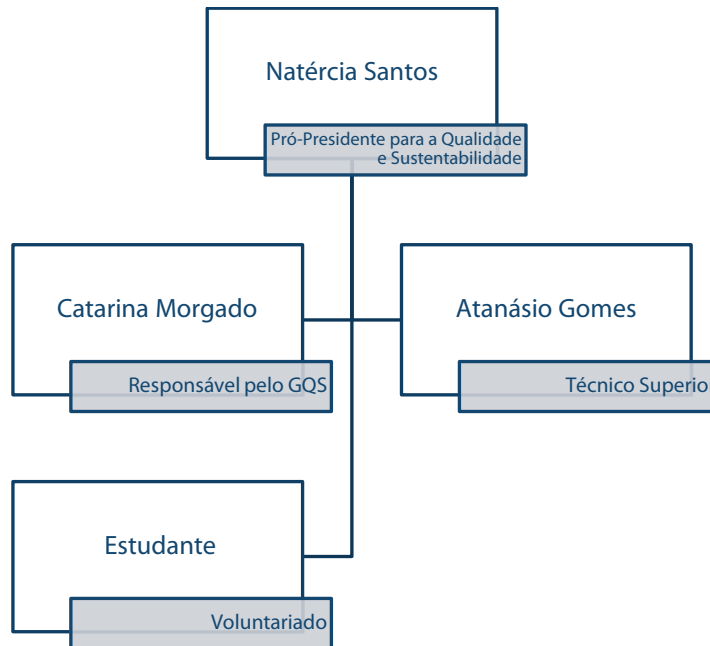 Natércia Santos
Pró-Presidente para a Qualidade
e Sustentabilidade
Catarina Morgado
Responsável pelo GQS
Atanásio Gomes
Técnico Superio
Estudante
Voluntariado